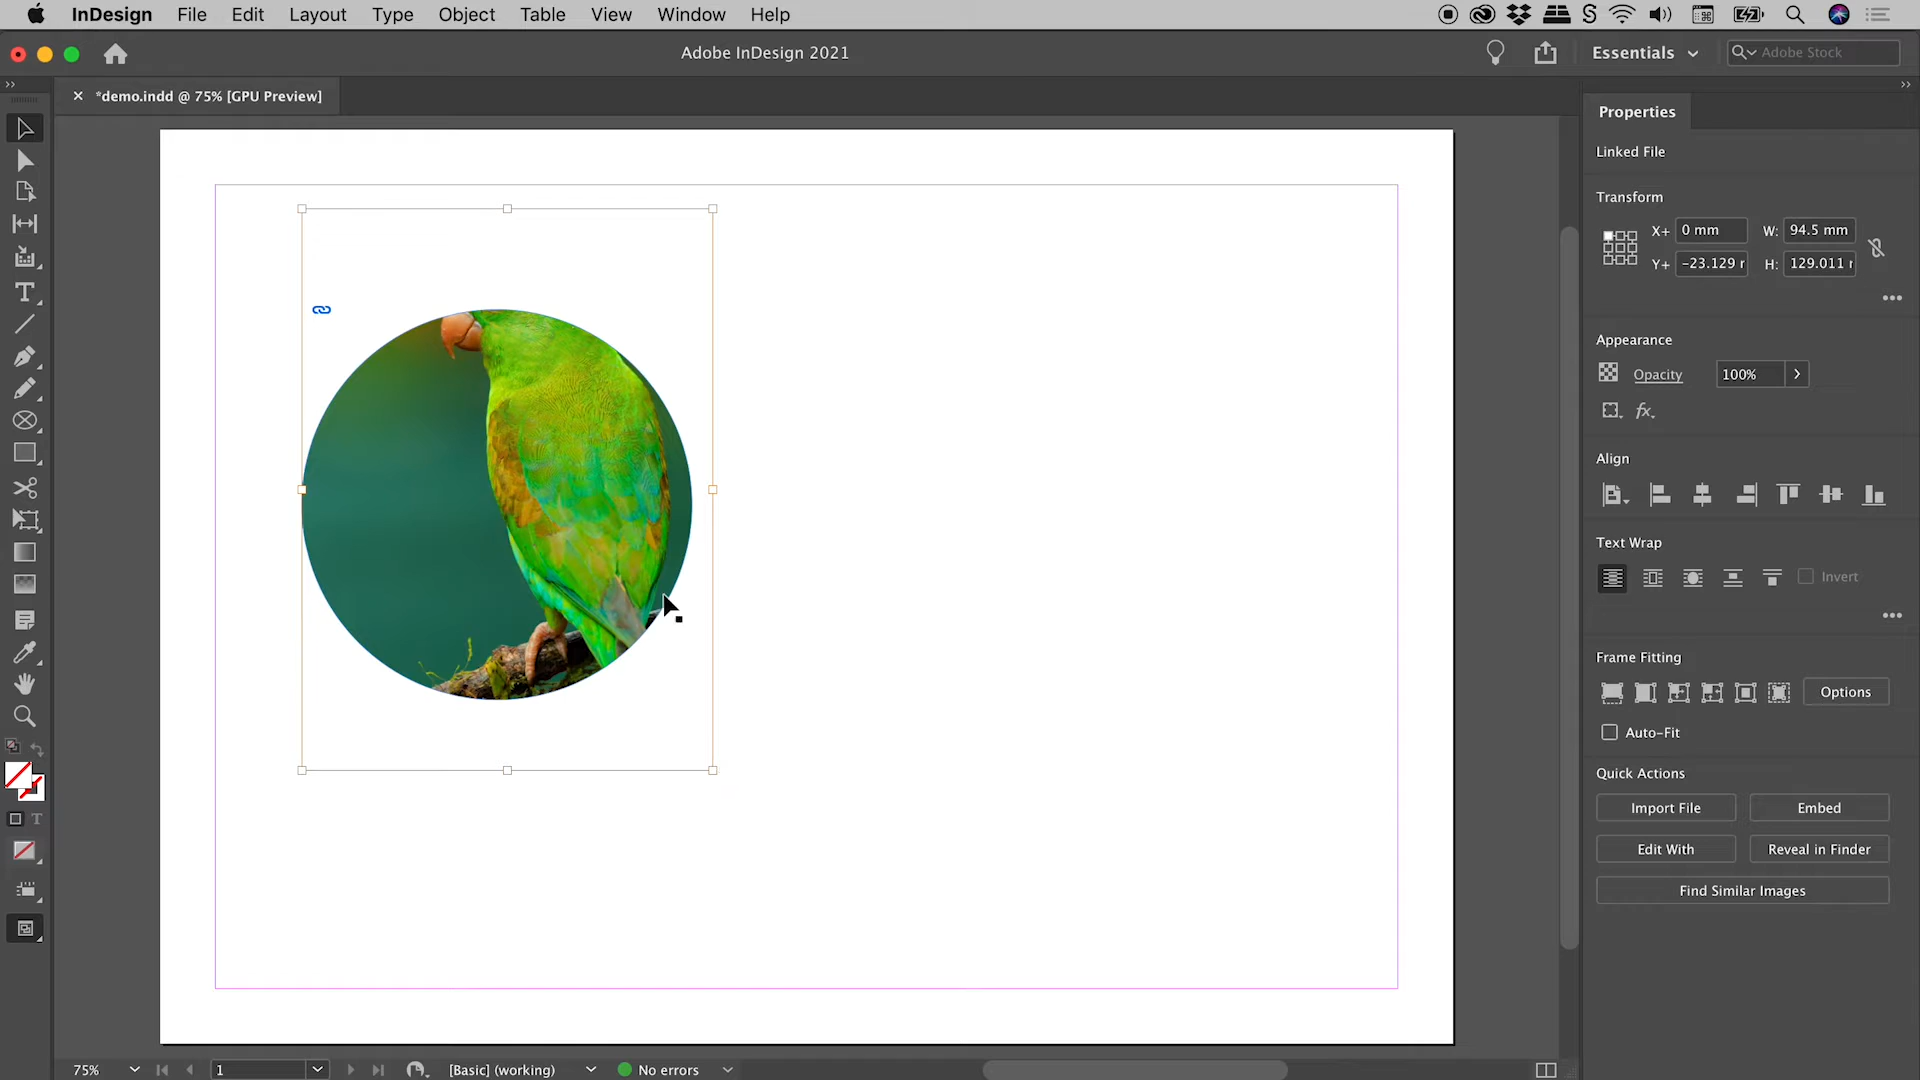 InDesign File Edit Layout Type Object Table View Window Help
Adobe InDesign 2021
Essentials
Adobe Stock
*demo.indd @ 75% [GPU Preview]
Properties
Linked File
Transform
X+ 0 mm W: 94.5 mm
Y+ -23.129 r H: 129.011 r
Appearance
Opacity 100%
fx
Align
Text Wrap
Invert
Frame Fitting
Options
Auto-Fit
Quick Actions
Import File Embed
Edit With Reveal in Finder
Find Similar Images
75% 1 [Basic] (working) No errors